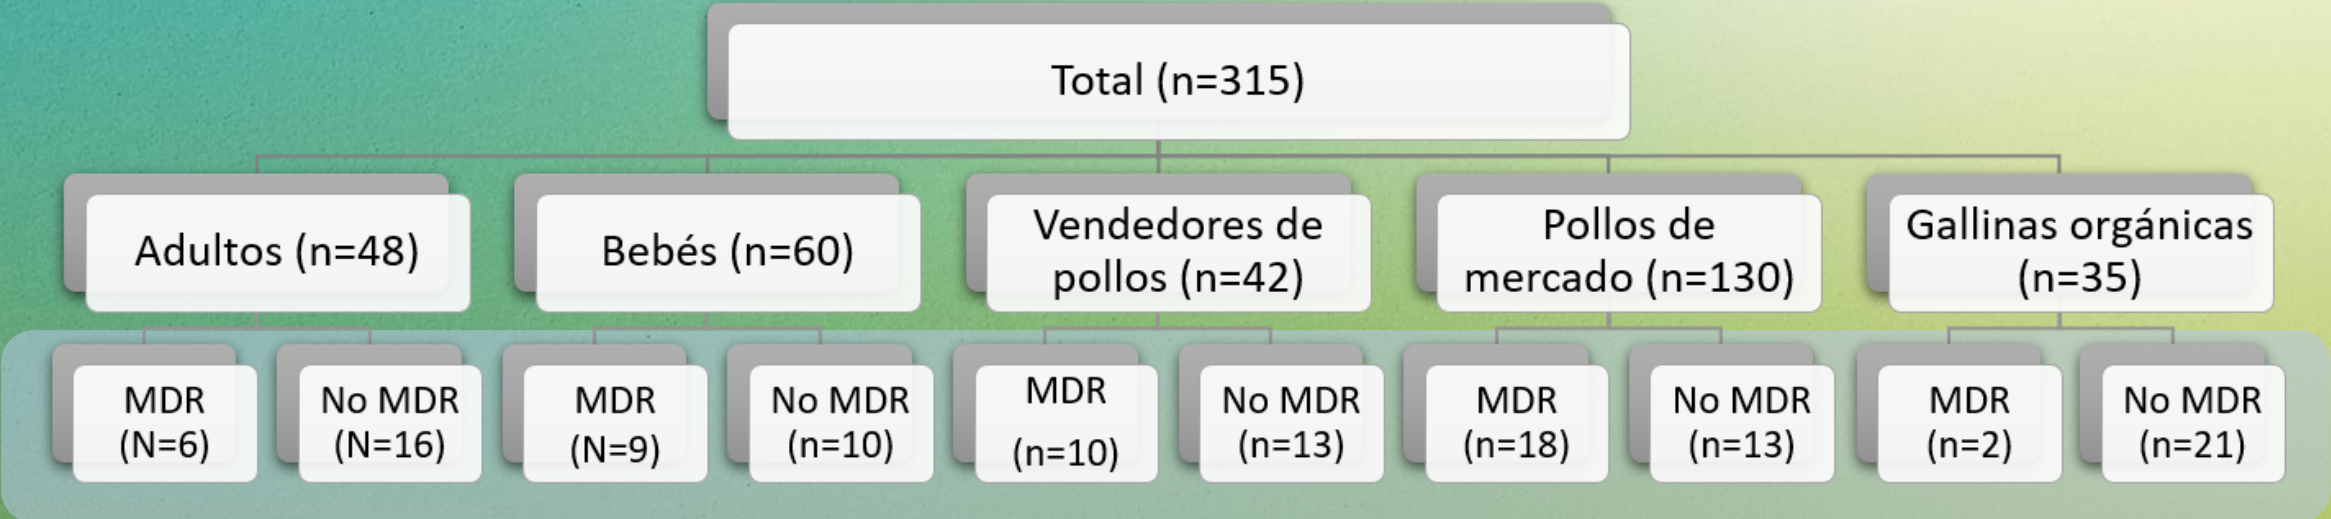 Total (n=315)
Adultos (n=48)
Bebés (n=60)
Vendedores de
pollos (n=42)
Pollos de
mercado (n=130)
Gallinas orgánicas
(n=35)
MDR
(N=6)
No MDR
(N=16)
MDR
(N=9)
No MDR
(n=10)
MDR
(n=10)
No MDR
(n=13)
MDR
(n=18)
No MDR
(n=13)
MDR
(n=2)
No MDR
(n=21)